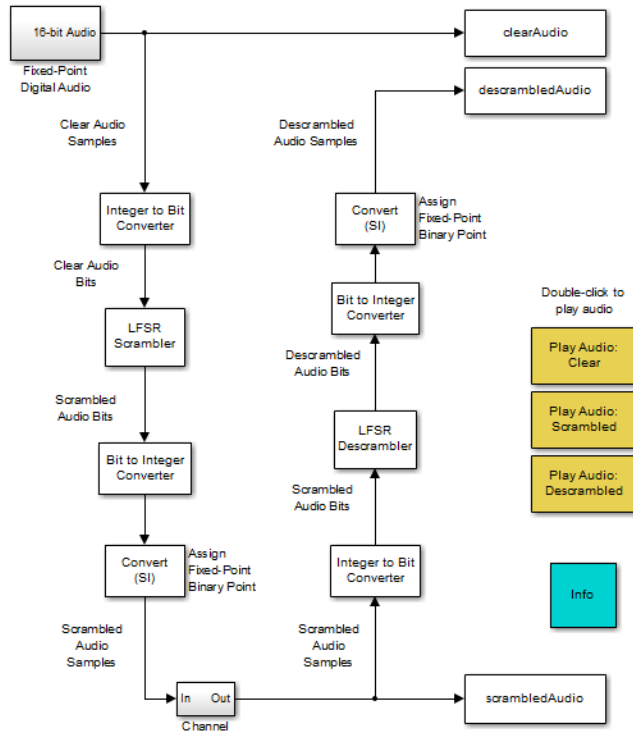 16-bit Audio
Fixed-Point
Digital Audio
clearAudio
descrambledAudio
Clear Audio
Samples
Descrambled
Audio Samples
Integer to Bit
Converter
Convert
(SI)
Assign
Fixed-Point
Binary Point
Clear Audio
Bits
Bit to Integer
Converter
Double-click to
play audio
LFSR
Scrambler
Play Audio:
Clear
Descrambled
Audio Bits
Scrambled
Audio Bits
Play Audio:
Scrambled
LFSR
Descrambler
Bit to Integer
Converter
Play Audio:
Descrambled
Scrambled
Audio Bits
Convert
(SI)
Assign
Fixed-Point
Binary Point
Integer to Bit
Converter
Info
Scrambled
Audio
Samples
Scrambled
Audio
Samples
In Out
Channel
scrambledAudio